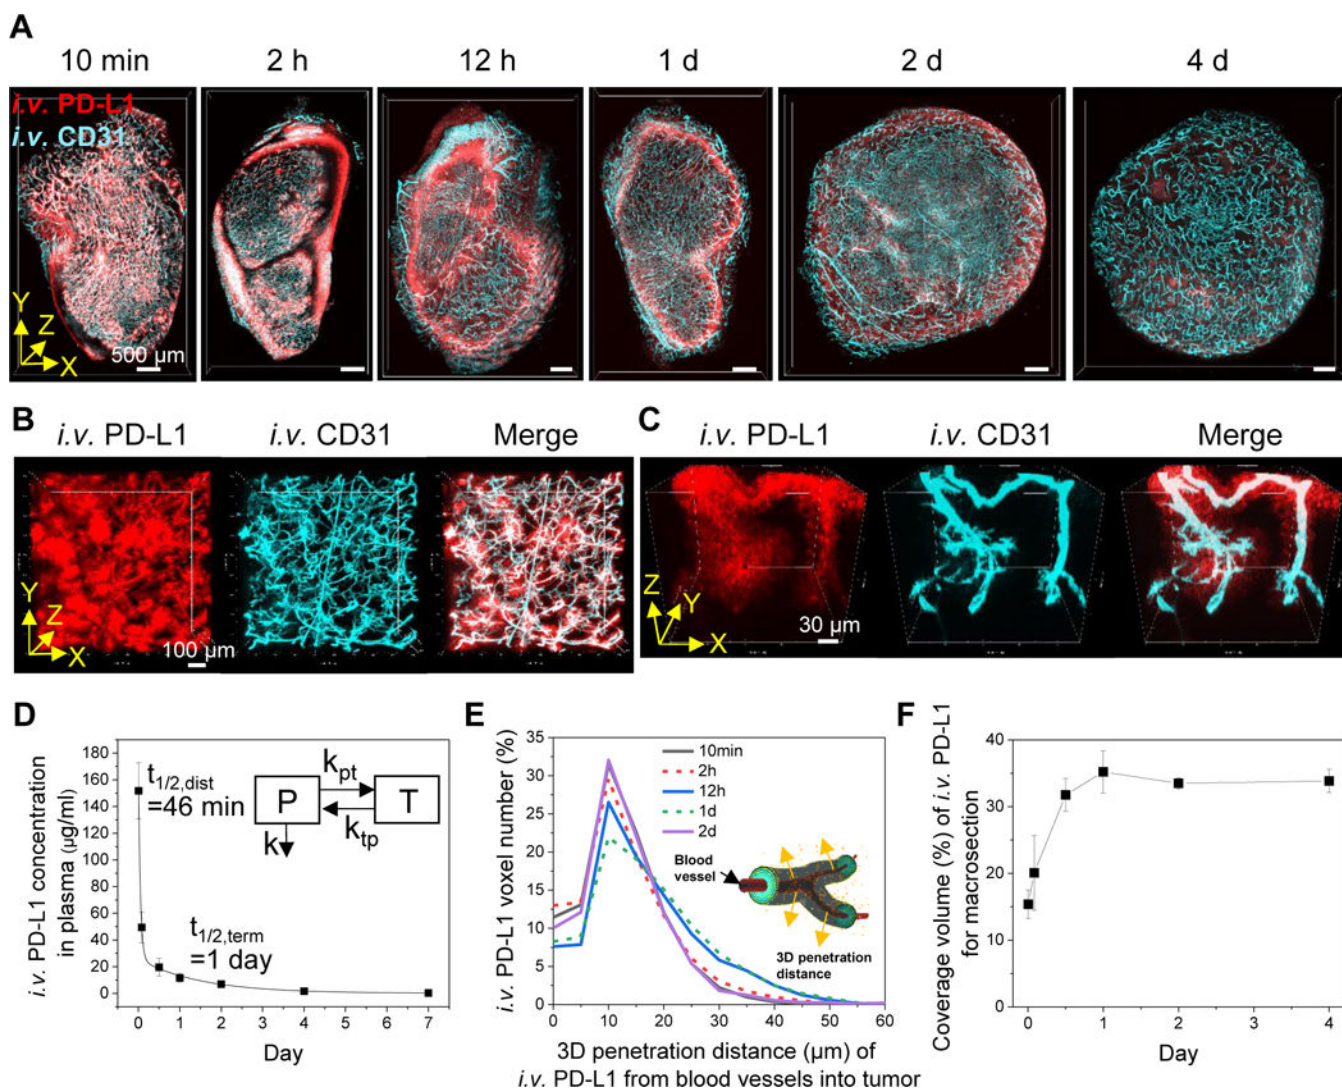 A
10 min
2 h
12 h
1 d
2 d
4 d
i.v. PD-L1
i.v. CD31
Y
Z
X
500 µm
B
i.v. PD-L1
i.v. CD31
Merge
Y
Z
X
100 µm
C
i.v. PD-L1
i.v. CD31
Merge
Z
Y
X
30 µm
D
i.v. PD-L1 concentration
in plasma (µg/ml)
180
160
140
120
100
80
60
40
20
0
t1/2,dist
=46 min
P
kpt
T
ktp
k
t1/2,term
=1 day
0
1
2
3
4
5
6
7
Day
E
i.v. PD-L1 voxel number (%)
35
30
25
20
15
10
5
0
10min
2h
12h
1d
2d
Blood
vessel
3D penetration
distance
0
10
20
30
40
50
60
3D penetration distance (µm) of
i.v. PD-L1 from blood vessels into tumor
F
Coverage volume (%) of i.v. PD-L1
for macrosection
40
30
20
10
0
0
1
2
3
4
Day